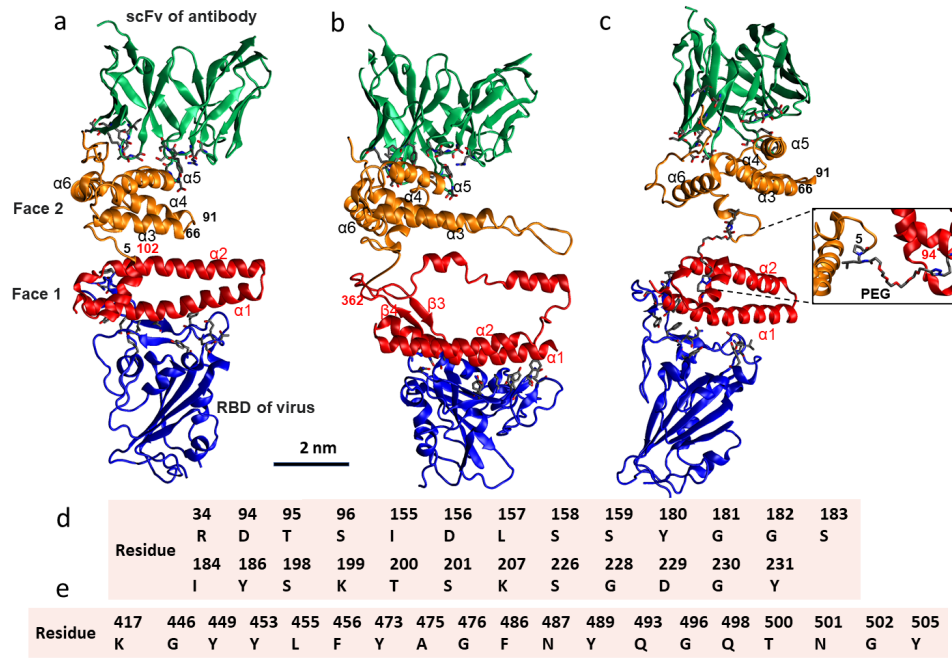 a
scFv of antibody
α6
α5
α4
Face 2
α3
91
66
5
102
α2
Face 1
α1
RBD of virus
2 nm
b
α5
α4
α6
α3
362
β3
β4
α2
α1
c
α5
α4
α6
91
α3
66
α2
α1
5
94
PEG
d
Residue
34 94 95 96 155 156 157 158 159 180 181 182 183
R D T S I D L S S Y G G S
184 186 198 199 200 201 207 226 228 229 230 231
I Y S K T S K S G D G Y
e
Residue
417 446 449 453 455 456 473 475 476 486 487 489 493 496 498 500 501 502 505
K G Y Y L F Y A G F N Y Q G Q T N G Y